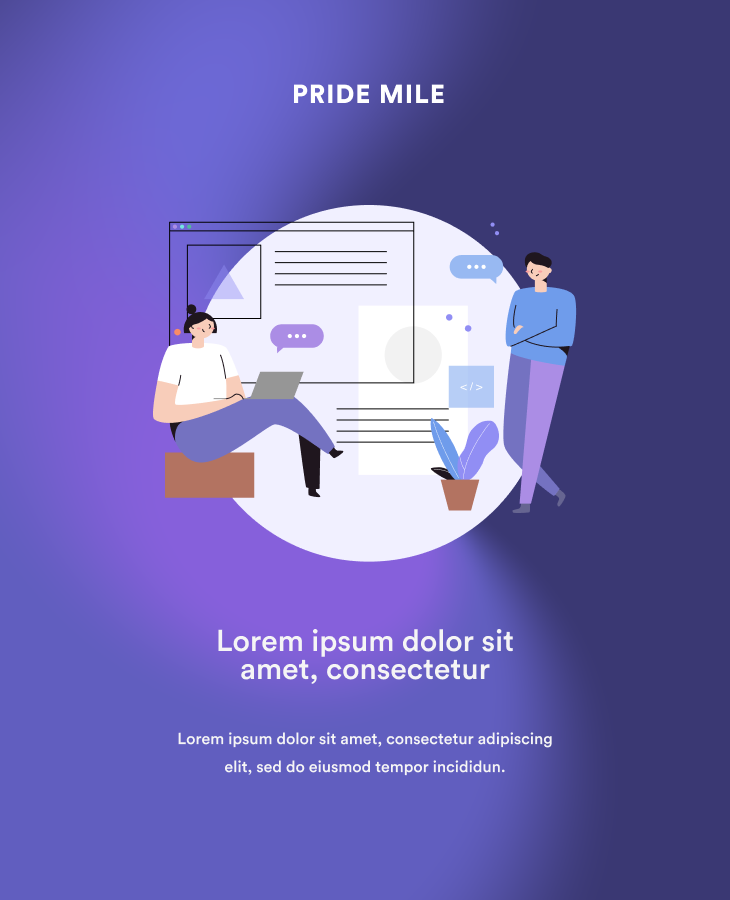 PRIDE MILE
</>
Lorem ipsum dolor sit
amet, consectetur
Lorem ipsum dolor sit amet, consectetur adipiscing
elit, sed do eiusmod tempor incididun.